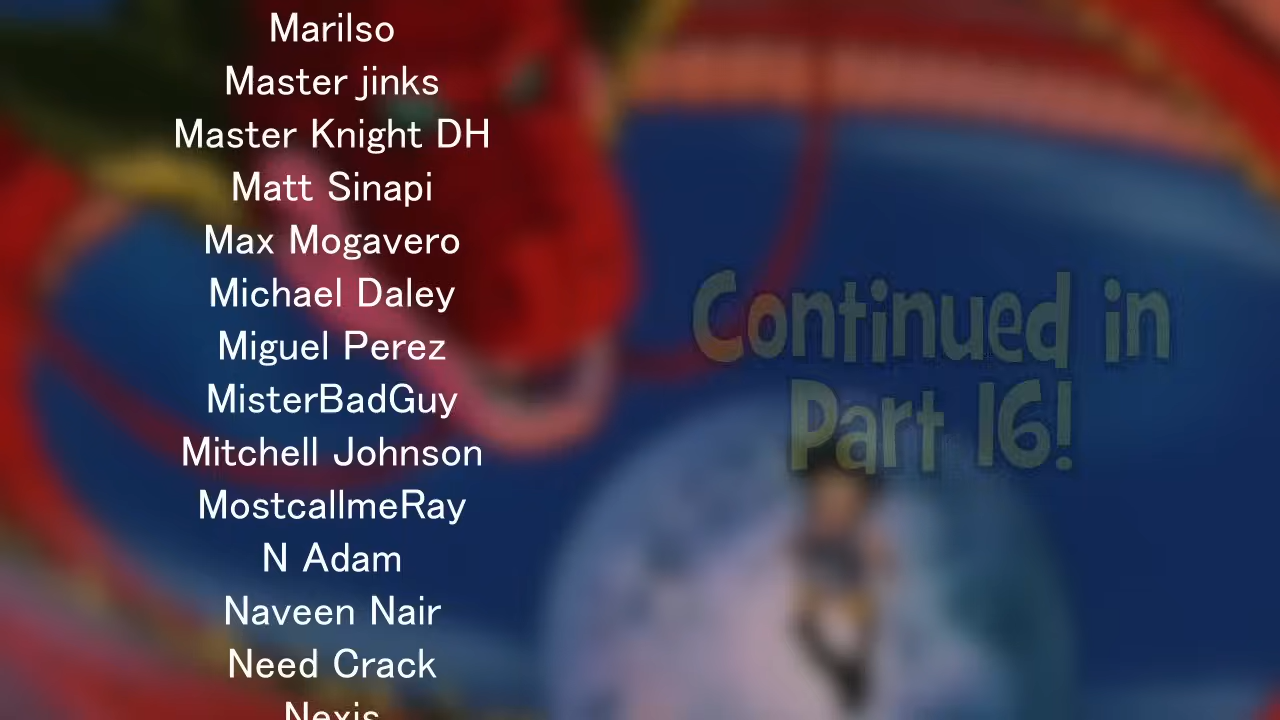 Marilso
Master jinks
Master Knight DH
Matt Sinapi
Max Mogavero
Michael Daley
Miguel Perez
MisterBadGuy
Mitchell Johnson
MostcallmeRay
N Adam
Naveen Nair
Need Crack
Nexis
Continued in
Part 16!